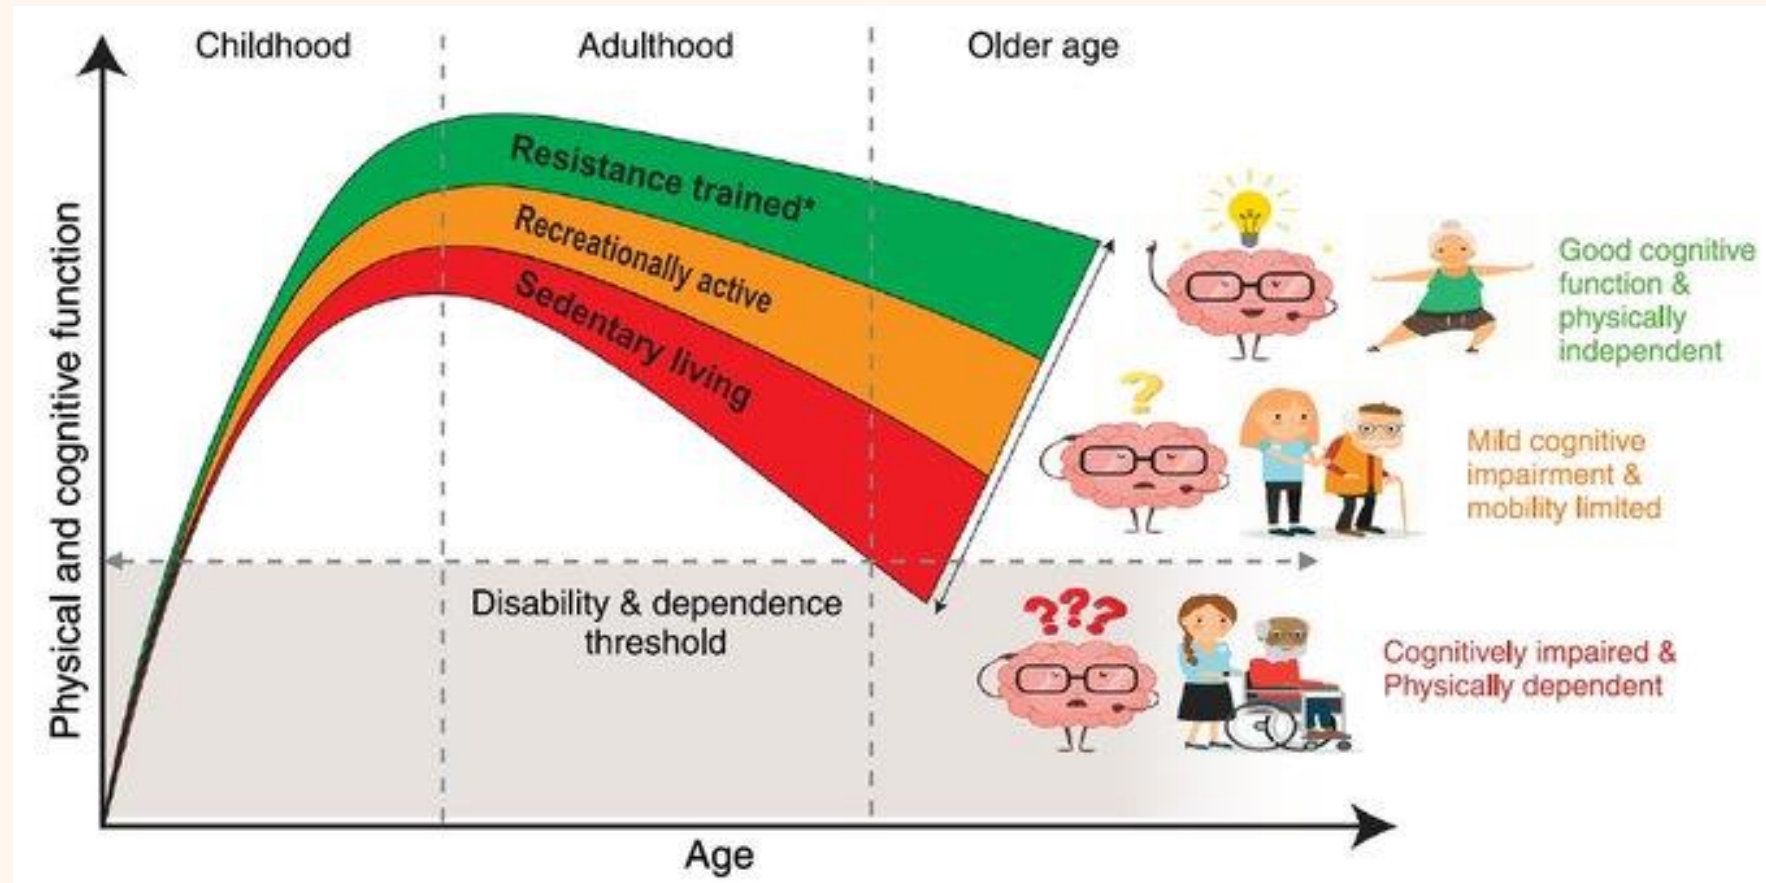 Childhood
Adulthood
Older age
Physical and cognitive function
Resistance trained*
Recreationally active
Sedentary living
Good cognitive
function &
physically
independent
?
Mild cognitive
impairment &
mobility limited
Disability & dependence
threshold
???
Cognitively impaired &
Physically dependent
Age